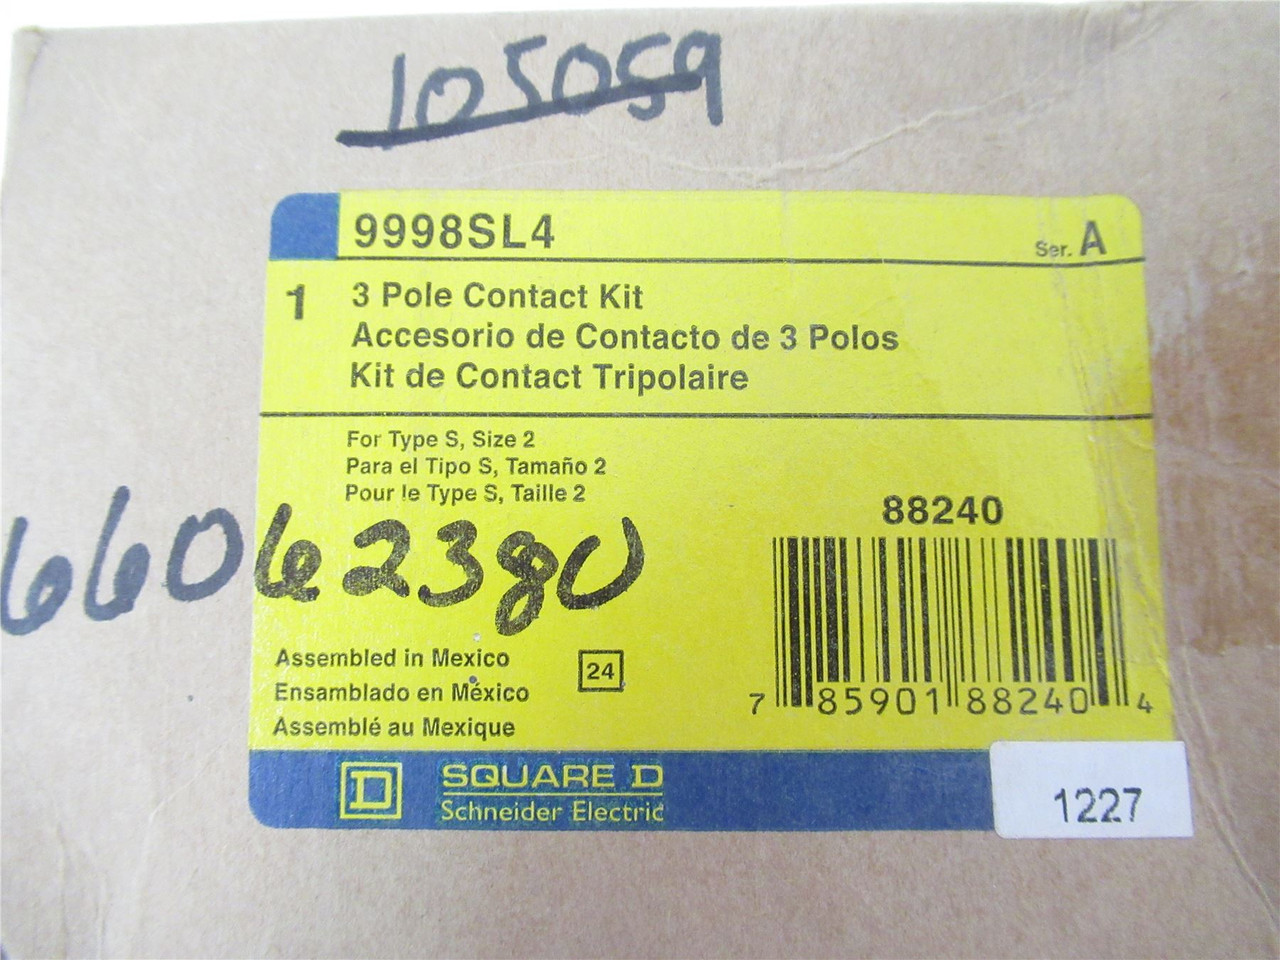 105059
9998SL4
Ser. A
1
3 Pole Contact Kit
Accesorio de Contacto de 3 Polos
Kit de Contact Tripolaire
For Type S, Size 2
Para el Tipo S, Tamaño 2
Pour le Type S, Taille 2
88240
66062380
Assembled in Mexico
Ensamblado en México
Assemblé au Mexique
24
7 85901 88240 4
D
SQUARE D
Schneider Electric
1227